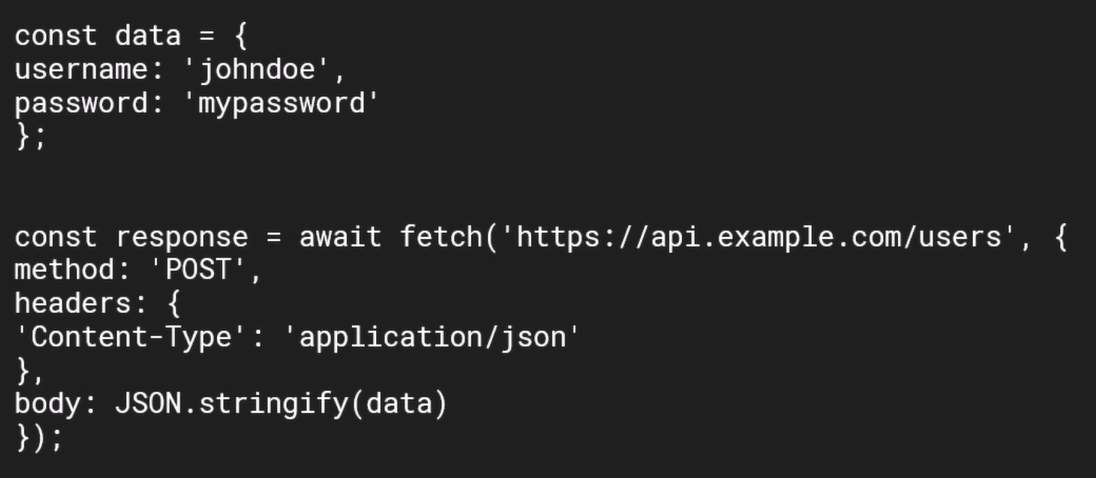 const data = {
username: 'johndoe',
password: 'mypassword'
};
const response = await fetch('https://api.example.com/users', {
method: 'POST',
headers: {
'Content-Type': 'application/json'
},
body: JSON.stringify(data)
});